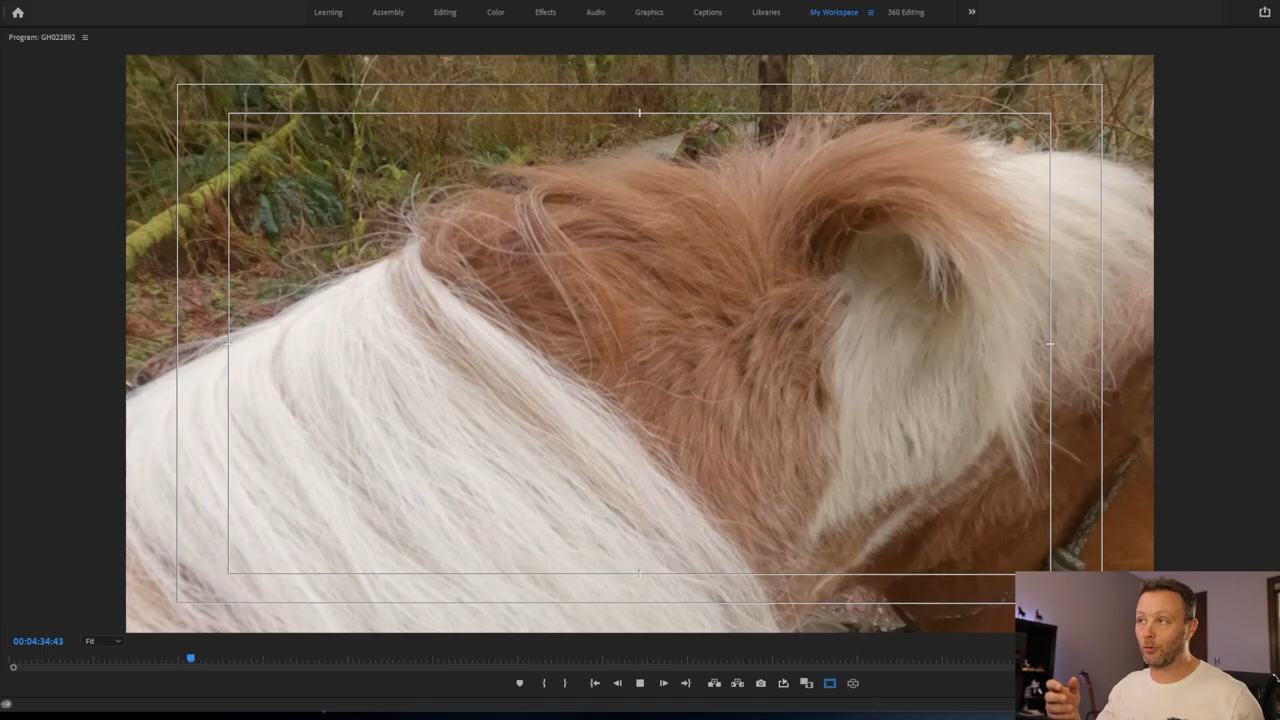 Learning Assembly Editing Color Effects Audio Graphics Captions Libraries My Workspace 360 Editing
Program: GH022892
00:04:34:43 Fit